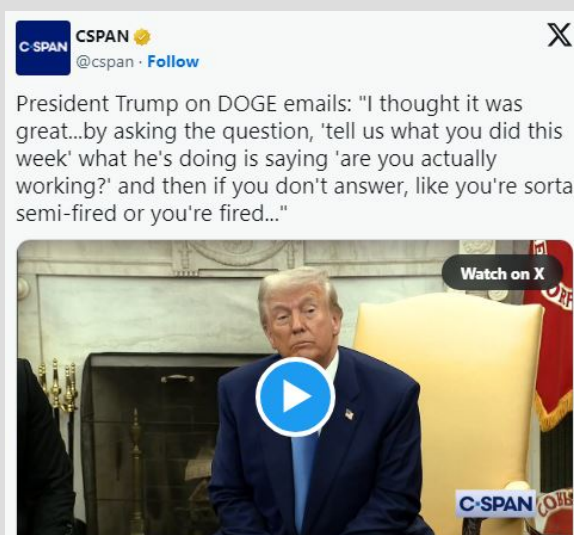 C-SPAN
CSPAN
@cspan · Follow
President Trump on DOGE emails: "I thought it was
great...by asking the question, 'tell us what you did this
week' what he's doing is saying 'are you actually
working?' and then if you don't answer, like you're sorta
semi-fired or you're fired..."
Watch on X
C-SPAN